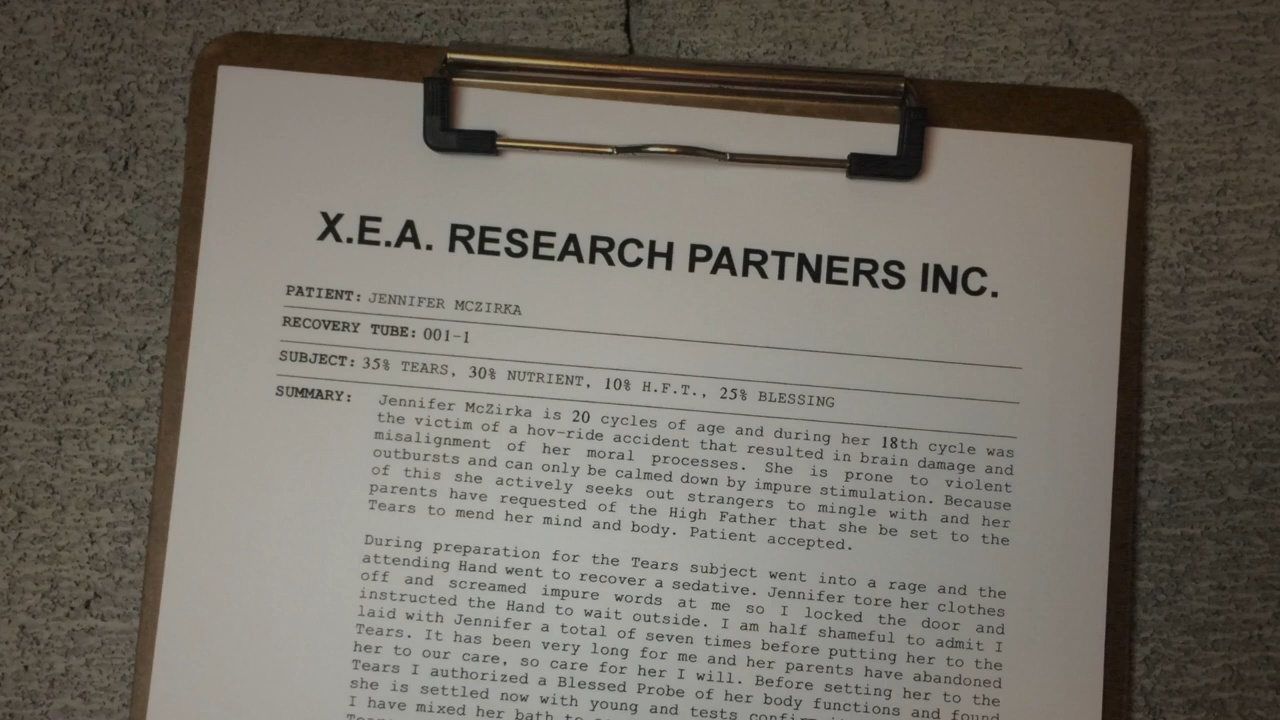 X.E.A. RESEARCH PARTNERS INC.
PATIENT: JENNIFER MCZIRKA
RECOVERY TUBE: 001-1
SUBJECT: 35% TEARS, 30% NUTRIENT, 10% H.F.T., 25% BLESSING
SUMMARY: Jennifer McZirka is 20 cycles of age and during her 18th cycle was
the victim of a hov-ride accident that resulted in brain damage and
misalignment of her moral processes. She is prone to violent
outbursts and can only be calmed down by impure stimulation. Because
of this she actively seeks out strangers to mingle with and her
parents have requested of the High Father that she be set to the
Tears to mend her mind and body. Patient accepted.
During preparation for the Tears subject went into a rage and the
attending Hand went to recover a sedative. Jennifer tore her clothes
off and screamed impure words at me so I locked the door and
instructed the Hand to wait outside. I am half shameful to admit I
laid with Jennifer a total of seven times before putting her to the
Tears. It has been very long for me and her parents have abandoned
her to our care, so care for her I will. Before setting her to the
Tears I authorized a Blessed Probe of her body functions and found
she is settled now with young and tests
I have mixed her bath to